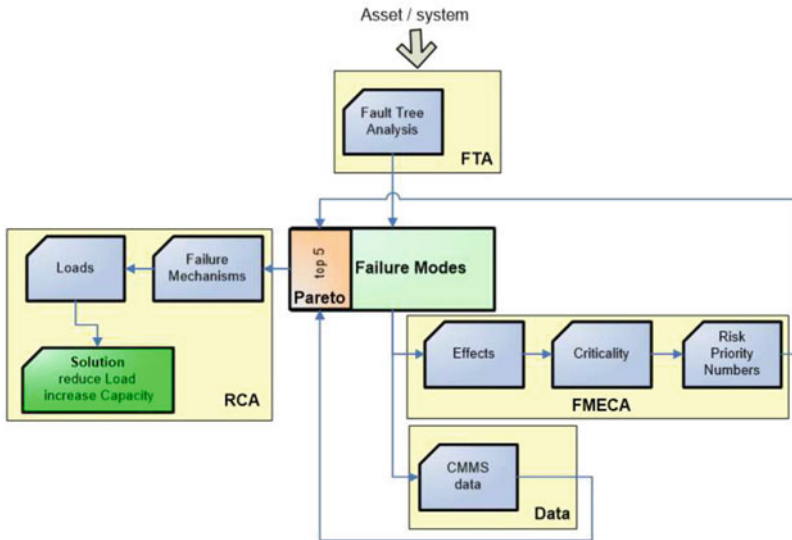 Asset / system
Fault Tree
Analysis
FTA
top 5
Pareto
Failure Modes
Loads
Failure
Mechanisms
Solution
reduce Load
increase Capacity
RCA
Effects
Criticality
Risk
Priority
Numbers
FMECA
CMMS
data
Data